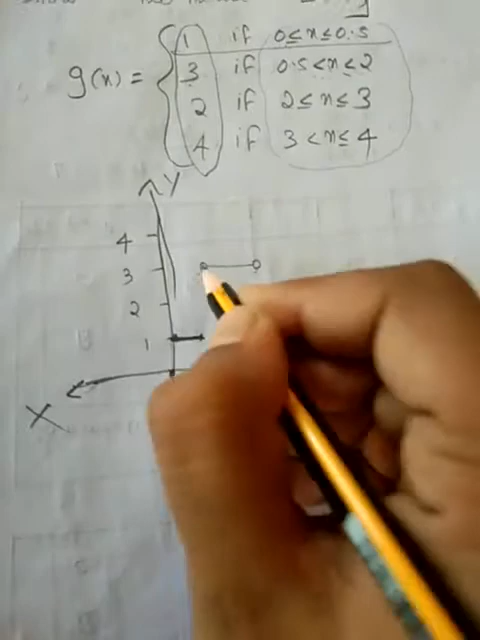 g(x) = { 1 if 0≤x≤0.5
3 if 0.5<x≤2
2 if 2≤x≤3
4 if 3<x≤4
Y
4
3
2
1
X